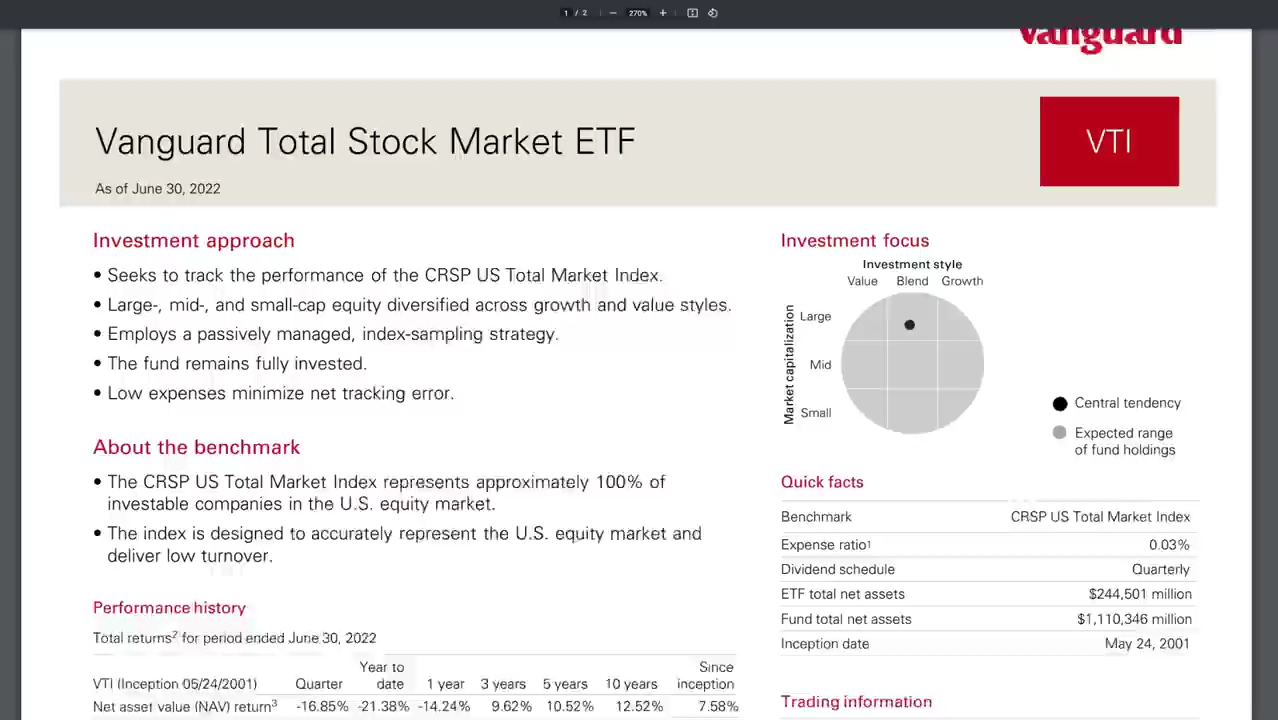 1 / 2 − 270% +
Vanguard
Vanguard Total Stock Market ETF
VTI
As of June 30, 2022
Investment approach
• Seeks to track the performance of the CRSP US Total Market Index.
• Large-, mid-, and small-cap equity diversified across growth and value styles.
• Employs a passively managed, index-sampling strategy.
• The fund remains fully invested.
• Low expenses minimize net tracking error.
About the benchmark
• The CRSP US Total Market Index represents approximately 100% of
investable companies in the U.S. equity market.
• The index is designed to accurately represent the U.S. equity market and
deliver low turnover.
Performance history
Total returns² for period ended June 30, 2022
Year to Since
VTI (Inception 05/24/2001) Quarter date 1 year 3 years 5 years 10 years inception
Net asset value (NAV) return³ -16.85% -21.38% -14.24% 9.62% 10.52% 12.52% 7.58%
Investment focus
Investment style
Value Blend Growth
Market capitalization
Large
Mid
Small
Central tendency
Expected range
of fund holdings
Quick facts
Benchmark CRSP US Total Market Index
Expense ratio¹ 0.03%
Dividend schedule Quarterly
ETF total net assets $244,501 million
Fund total net assets $1,110,346 million
Inception date May 24, 2001
Trading information